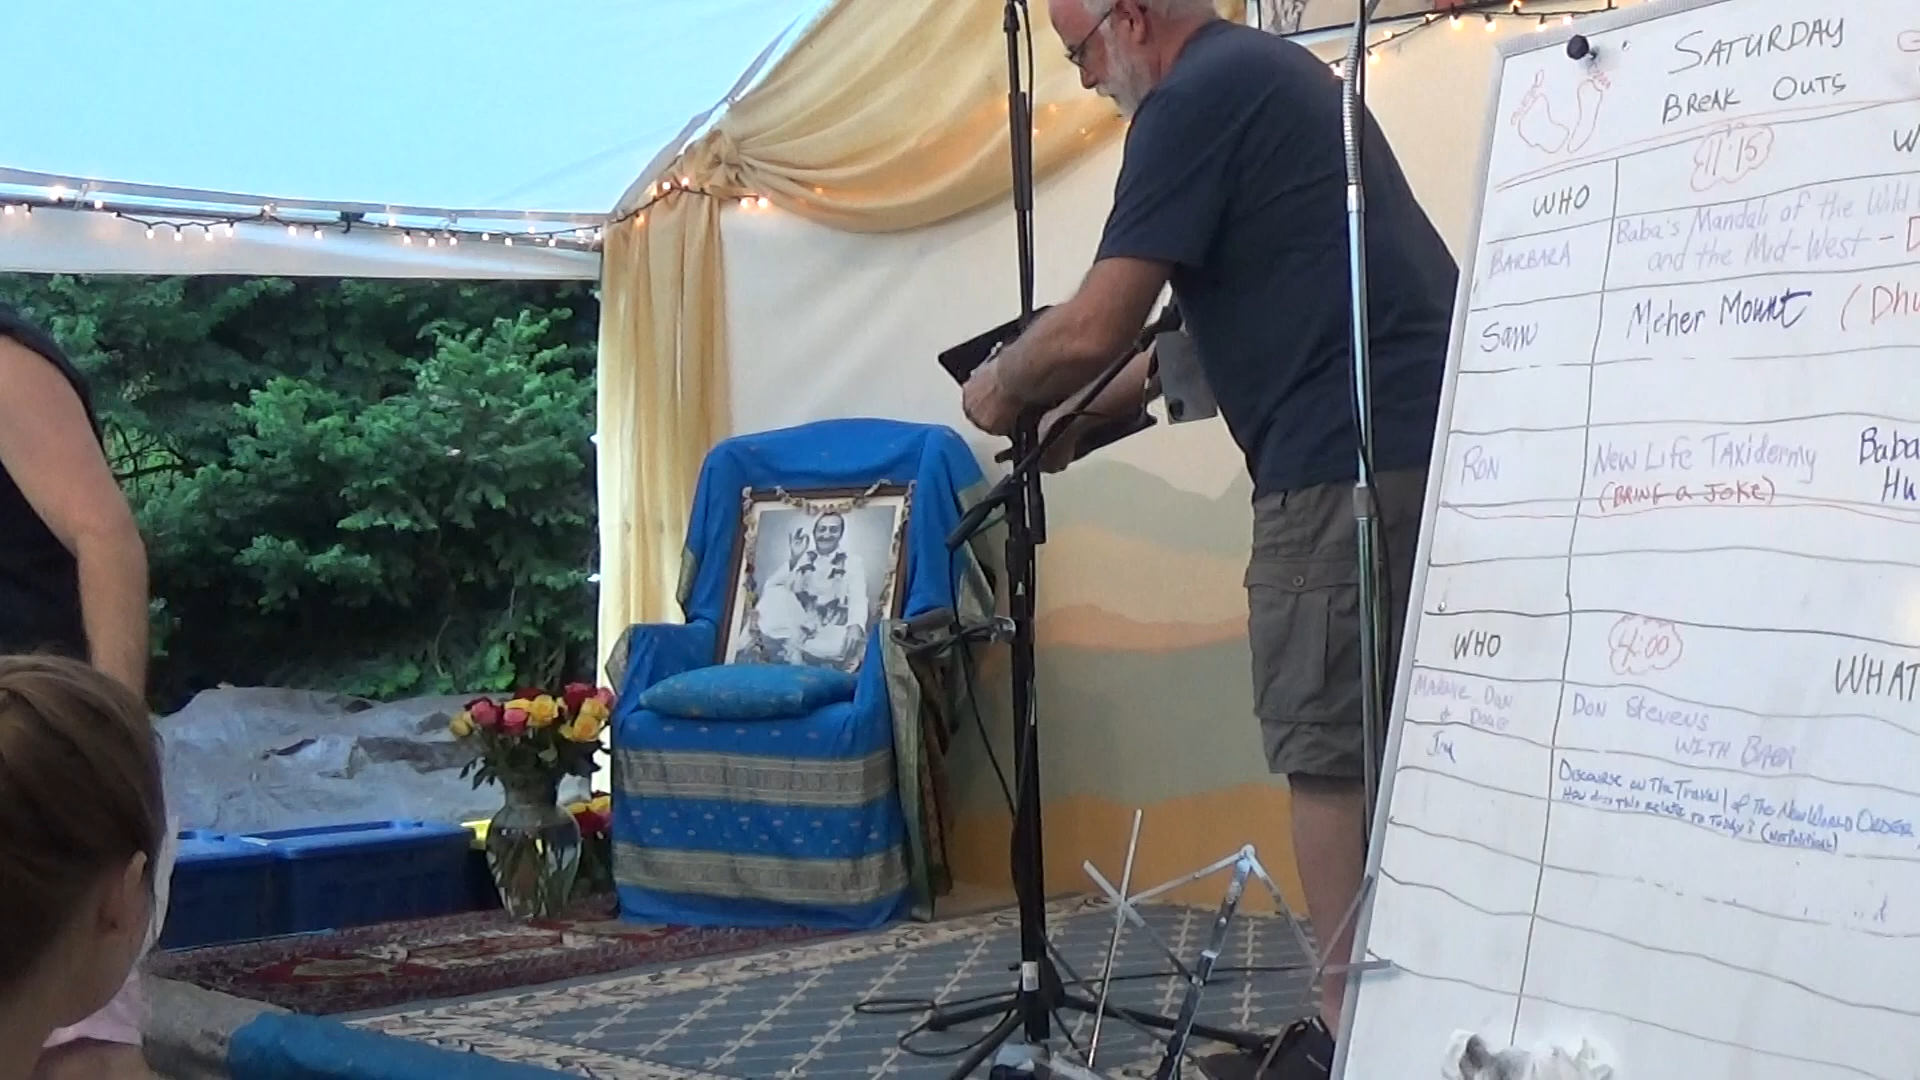 SATURDAY
BREAK OUTS
11:15
WHO
BARBARA
Baba's Mandali of the Wild
and the Mid-West -
Sam
Meher Mount (Dhu
Ron
New Life Taxidermy
(BRING A JOKE)
Baba
Hu
WHO
4:00
WHAT
Don Stevens
WITH BABA
Jim
Discourse on The Travail of The New World ORDER
How does this relate to Today? (